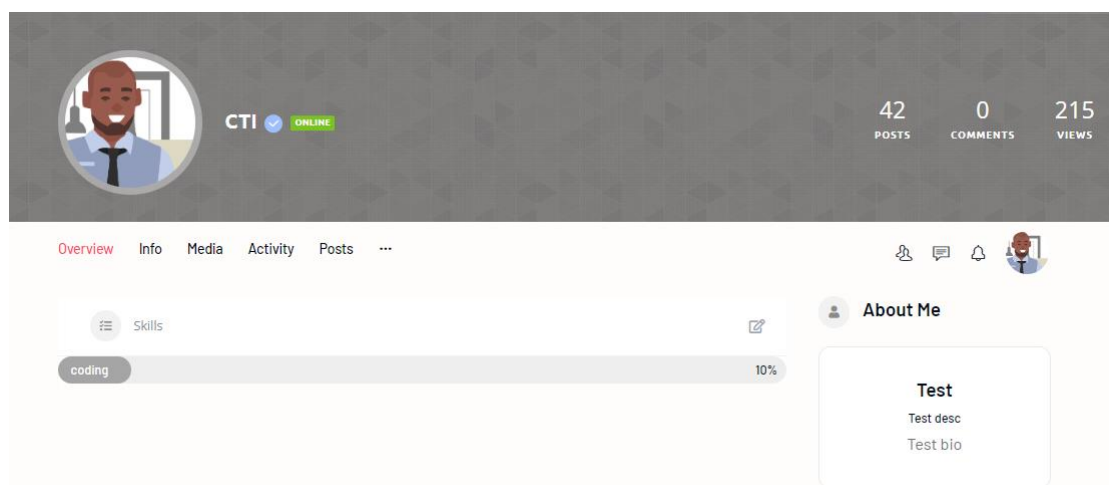 CTI ONLINE
42 0 215
POSTS COMMENTS VIEWS
Overview Info Media Activity Posts ...
Skills
coding 10%
About Me
Test
Test desc
Test bio